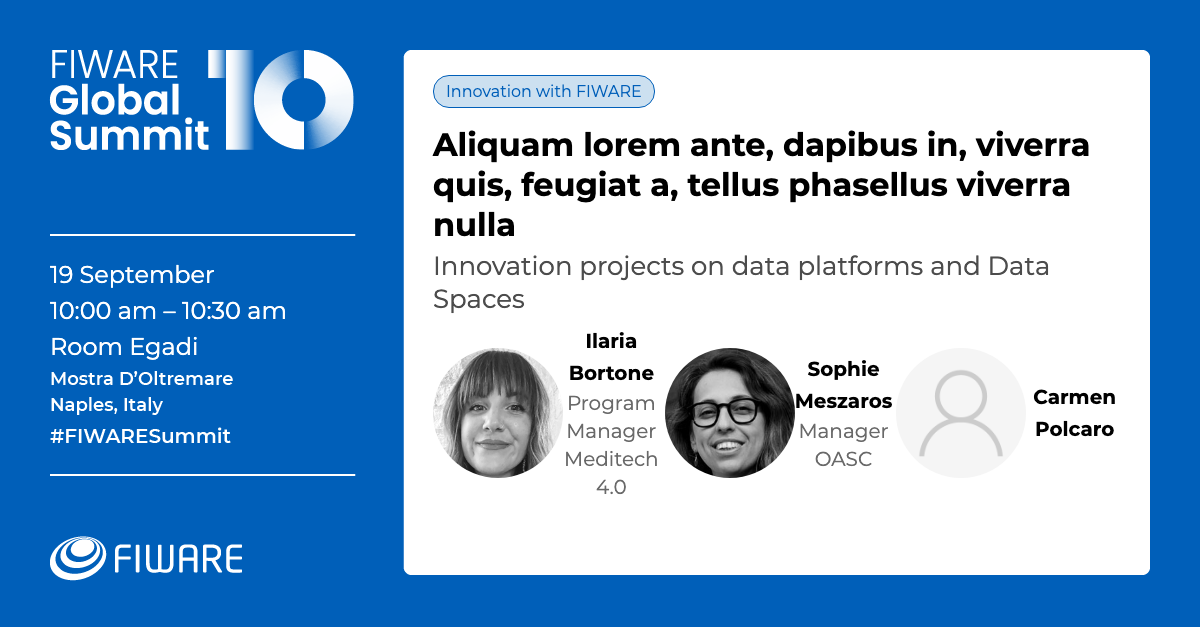 FIWARE
Global
Summit
10
19 September
10:00 am – 10:30 am
Room Egadi
Mostra D’Oltremare
Naples, Italy
#FIWARESummit
FIWARE
Innovation with FIWARE
Aliquam lorem ante, dapibus in, viverra
quis, feugiat a, tellus phasellus viverra
nulla
Innovation projects on data platforms and Data
Spaces
Ilaria
Bortone
Program
Manager
Meditech
4.0
Sophie
Meszaros
Manager
OASC
Carmen
Polcaro